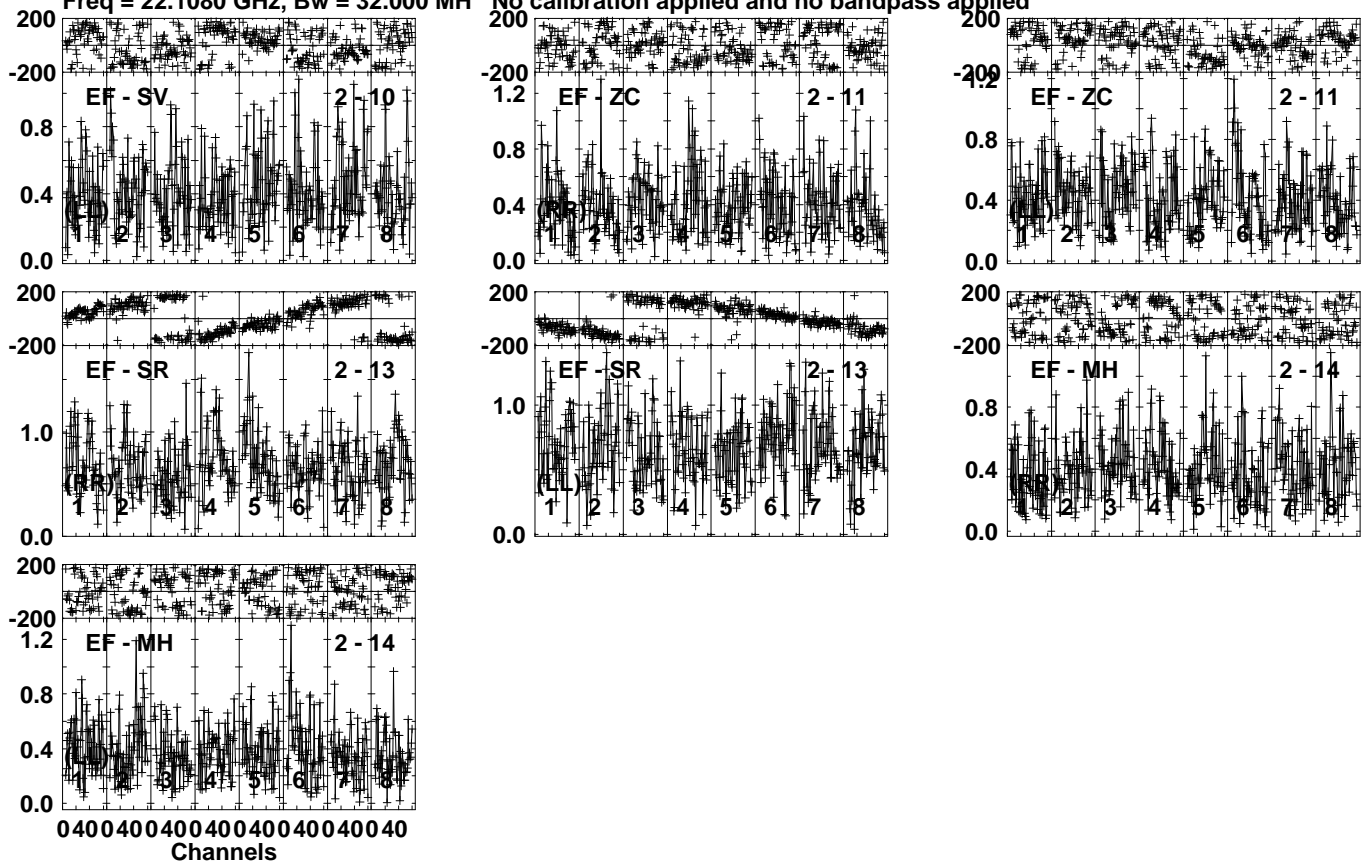 Freq = 22.1080 GHz, Bw = 32.000 MH No calibration applied and no bandpass applied
200 200 200
-200 -200 -200
EF - SV 2 - 10 1.2 EF - ZC 2 - 11 1.2 EF - ZC 2 - 11
0.8 0.8 0.8
0.4 (LL) 0.4 (RR) 0.4 (LL)
1 2 3 4 5 6 7 8 1 2 3 4 5 6 7 8 1 2 3 4 5 6 7 8
0.0 0.0 0.0
200 200 200
-200 -200 -200
EF - SR 2 - 13 EF - SR 2 - 13 EF - MH 2 - 14
1.0 1.0 0.8
(RR) (LL) 0.4 (RR)
1 2 3 4 5 6 7 8 1 2 3 4 5 6 7 8 1 2 3 4 5 6 7 8
0.0 0.0 0.0
200
-200
1.2 EF - MH 2 - 14
0.8
0.4 (LL)
1 2 3 4 5 6 7 8
0.0
0 40 0 40 0 40 0 40 0 40 0 40 0 40 0 40
Channels